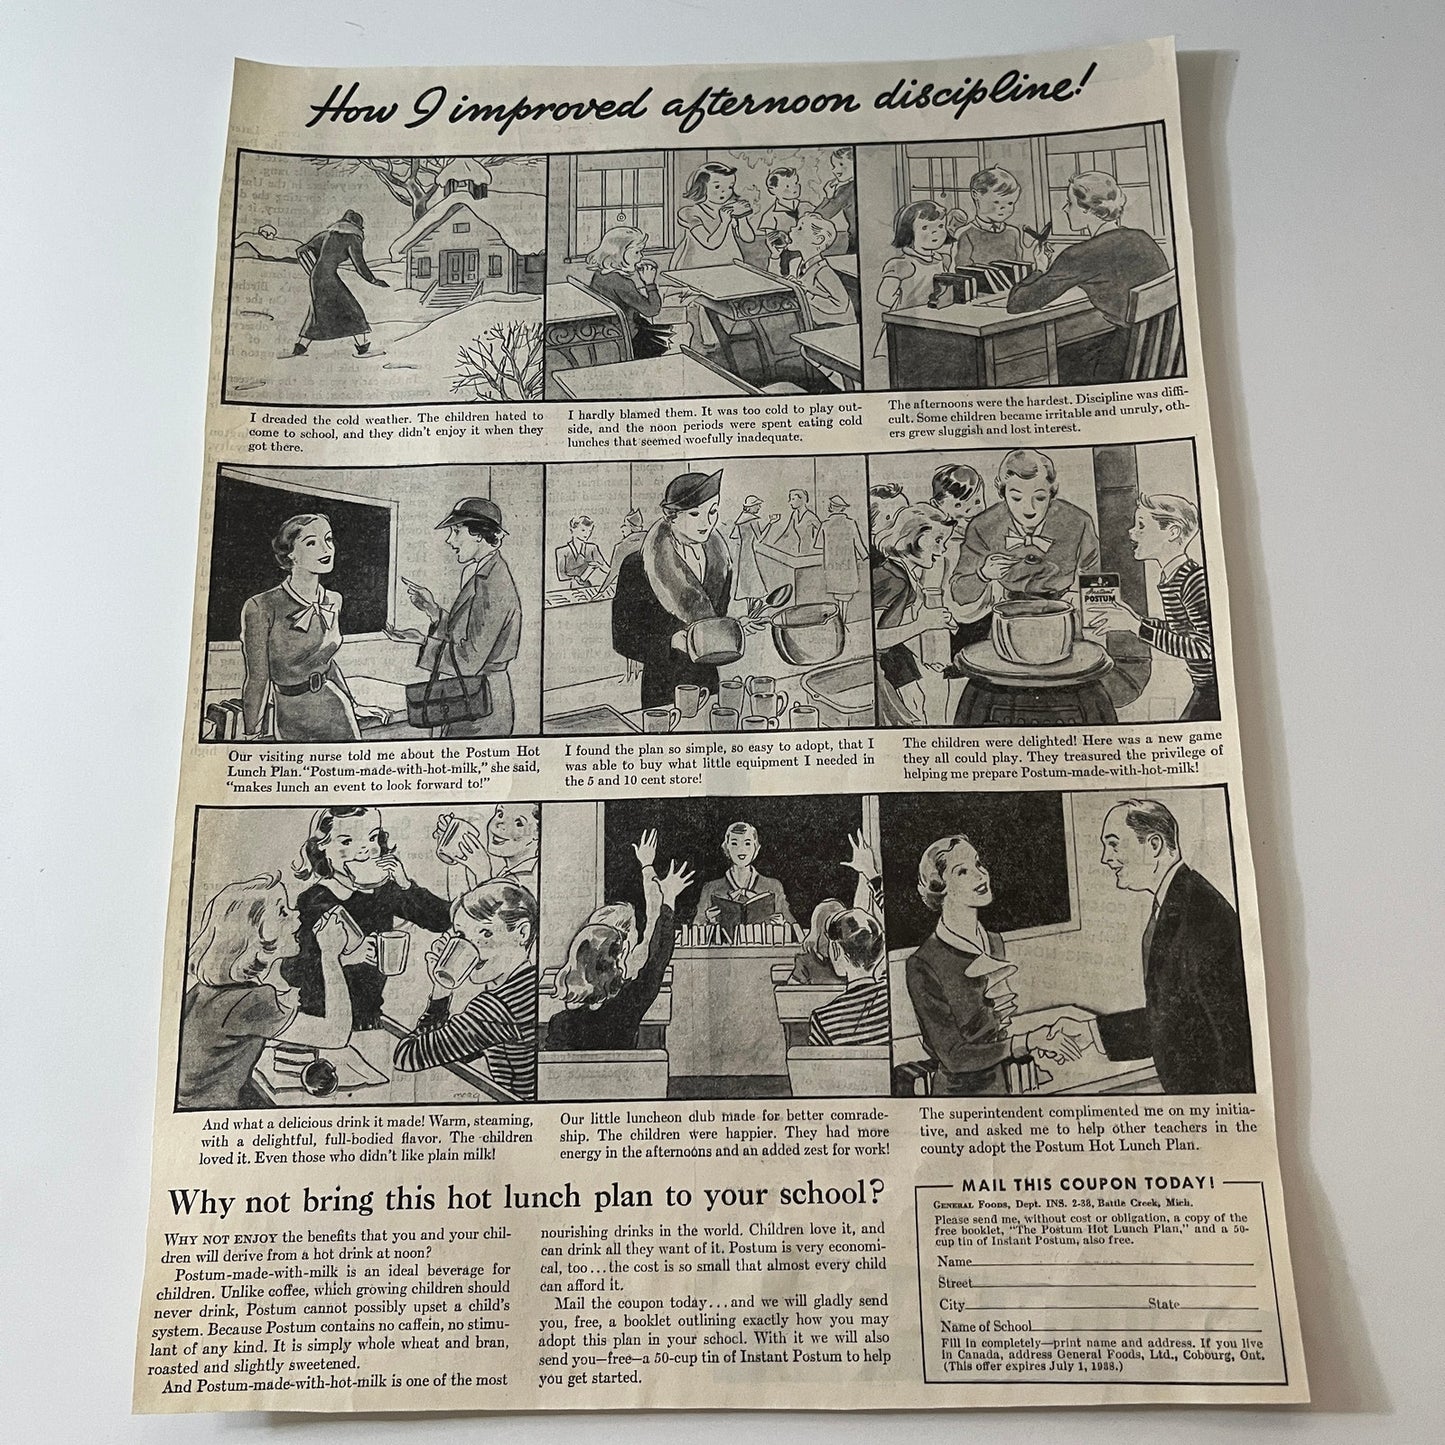 How I improved afternoon discipline!
I dreaded the cold weather. The children hated to
come to school, and they didn't enjoy it when they
got there.
I hardly blamed them. It was too cold to play out-
side, and the noon periods were spent eating cold
lunches that seemed woefully inadequate.
The afternoons were the hardest. Discipline was diffi-
cult. Some children became irritable and unruly, oth-
ers grew sluggish and lost interest.
Instant
POSTUM
Our visiting nurse told me about the Postum Hot
Lunch Plan. "Postum-made-with-hot-milk," she said,
"makes lunch an event to look forward to!"
I found the plan so simple, so easy to adopt, that I
was able to buy what little equipment I needed in
the 5 and 10 cent store!
The children were delighted! Here was a new game
they all could play. They treasured the privilege of
helping me prepare Postum-made-with-hot-milk!
And what a delicious drink it made! Warm, steaming,
with a delightful, full-bodied flavor. The children
loved it. Even those who didn't like plain milk!
Our little luncheon club made for better comrade-
ship. The children were happier. They had more
energy in the afternoons and an added zest for work!
The superintendent complimented me on my initia-
tive, and asked me to help other teachers in the
county adopt the Postum Hot Lunch Plan.
Why not bring this hot lunch plan to your school?
WHY NOT ENJOY the benefits that you and your chil-
dren will derive from a hot drink at noon?
Postum-made-with-milk is an ideal beverage for
children. Unlike coffee, which growing children should
never drink, Postum cannot possibly upset a child's
system. Because Postum contains no caffein, no stimu-
lant of any kind. It is simply whole wheat and bran,
roasted and slightly sweetened.
And Postum-made-with-hot-milk is one of the most
nourishing drinks in the world. Children love it, and
can drink all they want of it. Postum is very economi-
cal, too...the cost is so small that almost every child
can afford it.
Mail the coupon today...and we will gladly send
you, free, a booklet outlining exactly how you may
adopt this plan in your school. With it we will also
send you—free—a 50-cup tin of Instant Postum to help
you get started.
MAIL THIS COUPON TODAY!
GENERAL FOODS, Dept. INS. 2-38, Battle Creek, Mich.
Please send me, without cost or obligation, a copy of the
free booklet, "The Postum Hot Lunch Plan," and a 50-
cup tin of Instant Postum, also free.
Name
Street
City State
Name of School
Fill in completely—print name and address. If you live
in Canada, address General Foods, Ltd., Cobourg, Ont.
(This offer expires July 1, 1938.)